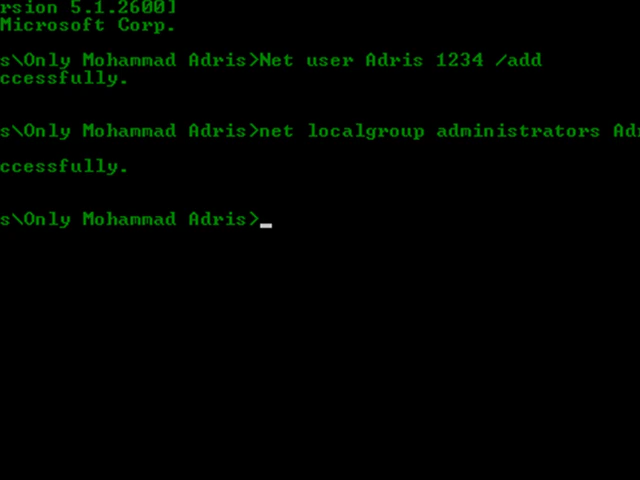 rsion 5.1.2600]
Microsoft Corp.
s\Only Mohammad Adris>Net user Adris 1234 /add
ccessfully.
s\Only Mohammad Adris>net localgroup administrators Ad
ccessfully.
s\Only Mohammad Adris>